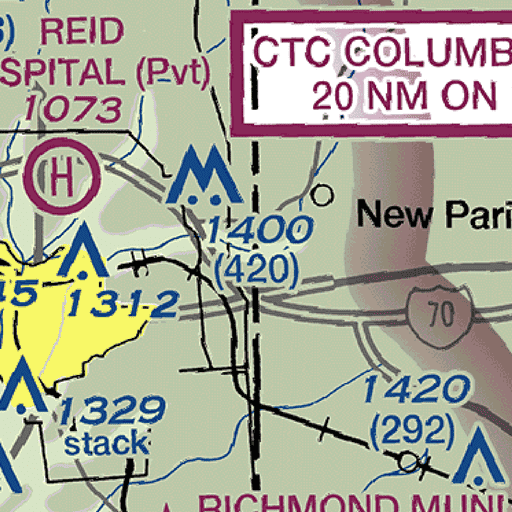 REID
SPITAL (Pvt)
1073
H
CTC COLUMB
20 NM ON
New Pari
1400
(420)
45
1312
70
1420
(292)
1329
stack
RICHMOND MUNI